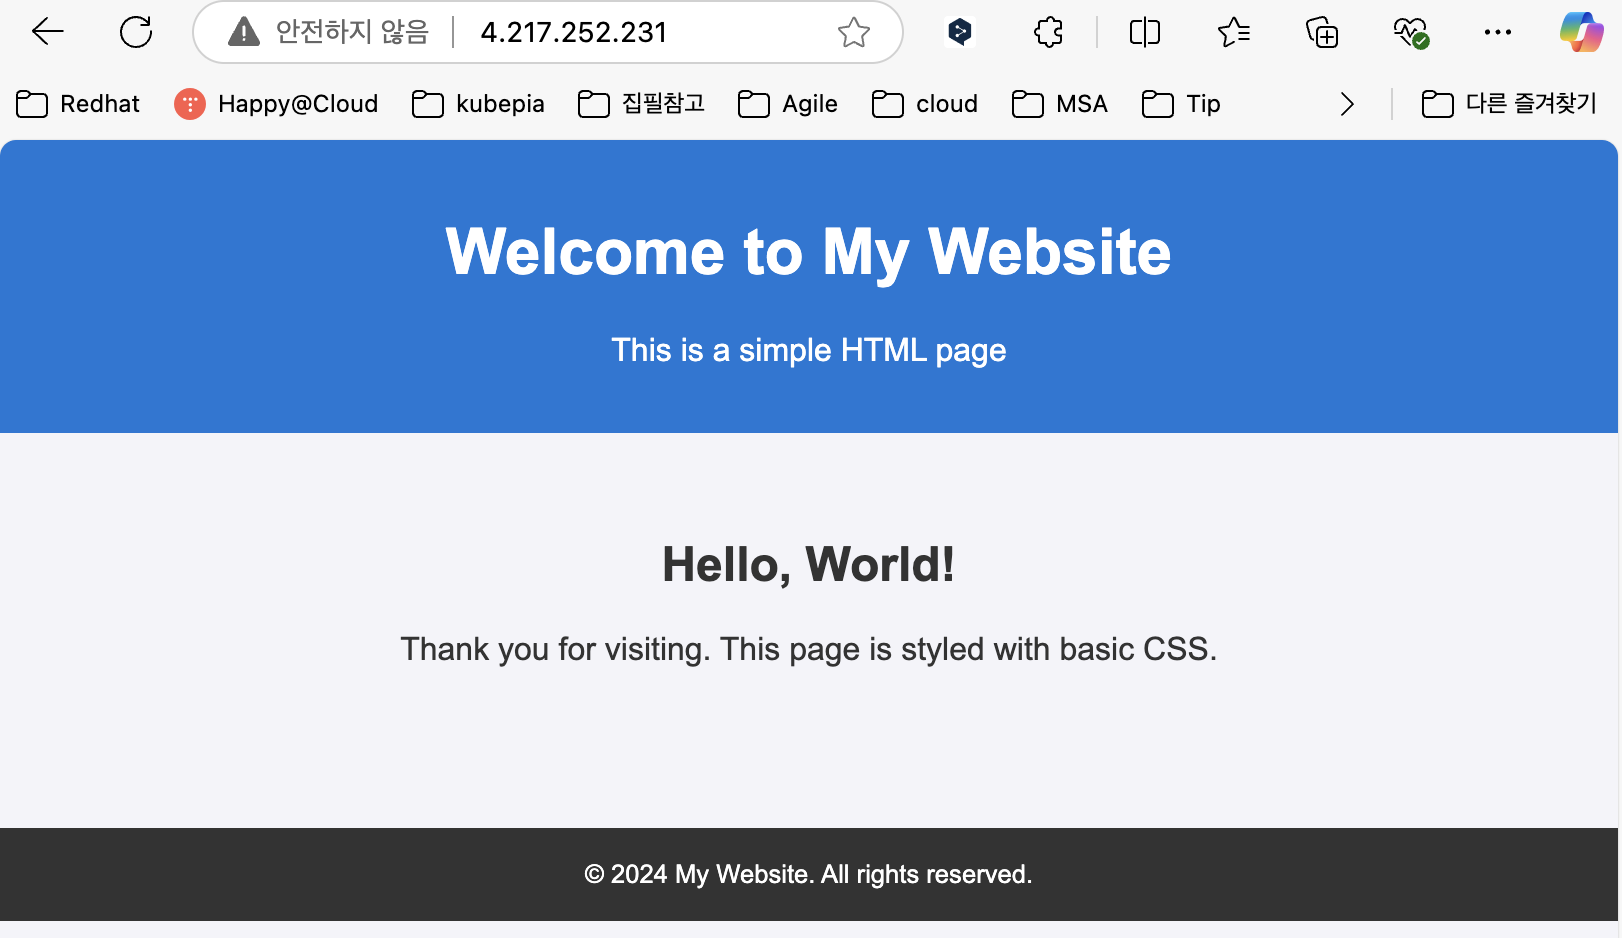 안전하지 않음 | 4.217.252.231
Redhat Happy@Cloud kubepia 집필참고 Agile cloud MSA Tip 다른 즐겨찾기
Welcome to My Website
This is a simple HTML page
Hello, World!
Thank you for visiting. This page is styled with basic CSS.
© 2024 My Website. All rights reserved.